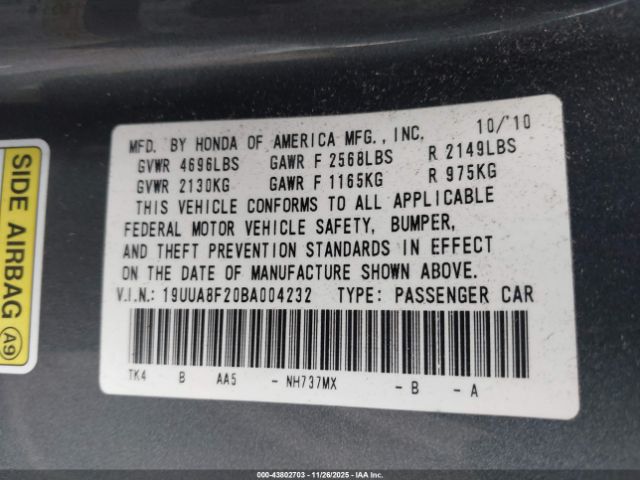 MFD. BY HONDA OF AMERICA MFG., INC. 10/'10
GVWR 4696LBS GAWR F 2568LBS R 2149LBS
GVWR 2130KG GAWR F 1165KG R 975KG
THIS VEHICLE CONFORMS TO ALL APPLICABLE
FEDERAL MOTOR VEHICLE SAFETY, BUMPER,
AND THEFT PREVENTION STANDARDS IN EFFECT
ON THE DATE OF MANUFACTURE SHOWN ABOVE.
V.I.N.: 19UUA8F20BA004232 TYPE: PASSENGER CAR
TK4 B AA5 - NH737MX - B - A
SIDE AIRBAG A9
00-43802703 - 11/26/2025 - IAA Inc.